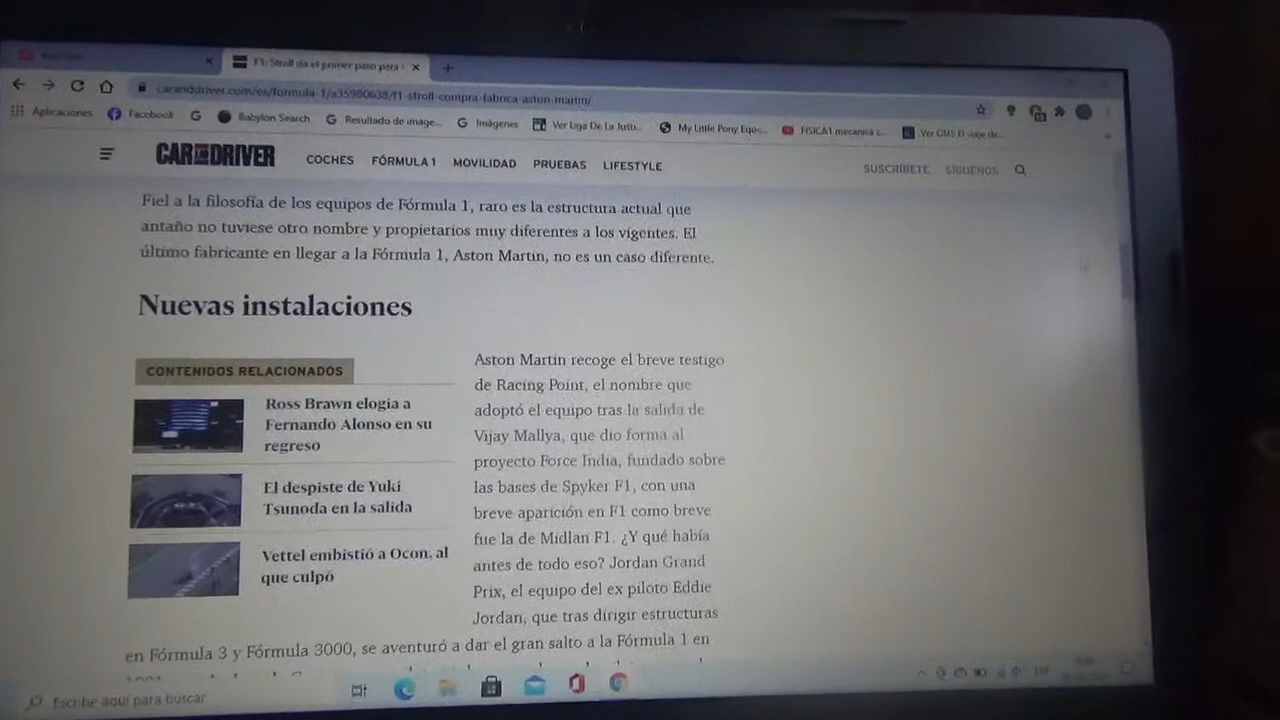 F1: Stroll da el primer paso para
caranddriver.com/es/formula-1/a35980638/f1-stroll-compra-fabrica-aston-martin/
Aplicaciones Facebook Babylon Search Resultado de image... Imágenes Ver Liga De La Justi... My Little Pony Eque... FISICA1 mecanica c...
CAR AND DRIVER COCHES FÓRMULA 1 MOVILIDAD PRUEBAS LIFESTYLE SUSCRÍBETE SÍGUENOS
Fiel a la filosofía de los equipos de Fórmula 1, raro es la estructura actual que
antaño no tuviese otro nombre y propietarios muy diferentes a los vigentes. El
último fabricante en llegar a la Fórmula 1, Aston Martin, no es un caso diferente.
Nuevas instalaciones
CONTENIDOS RELACIONADOS
Ross Brawn elogia a
Fernando Alonso en su
regreso
El despiste de Yuki
Tsunoda en la salida
Vettel embistió a Ocon, al
que culpó
Aston Martin recoge el breve testigo
de Racing Point, el nombre que
adoptó el equipo tras la salida de
Vijay Mallya, que dio forma al
proyecto Force India, fundado sobre
las bases de Spyker F1, con una
breve aparición en F1 como breve
fue la de Midlan F1. ¿Y qué había
antes de todo eso? Jordan Grand
Prix, el equipo del ex piloto Eddie
Jordan, que tras dirigir estructuras
en Fórmula 3 y Fórmula 3000, se aventuró a dar el gran salto a la Fórmula 1 en
Escribe aquí para buscar